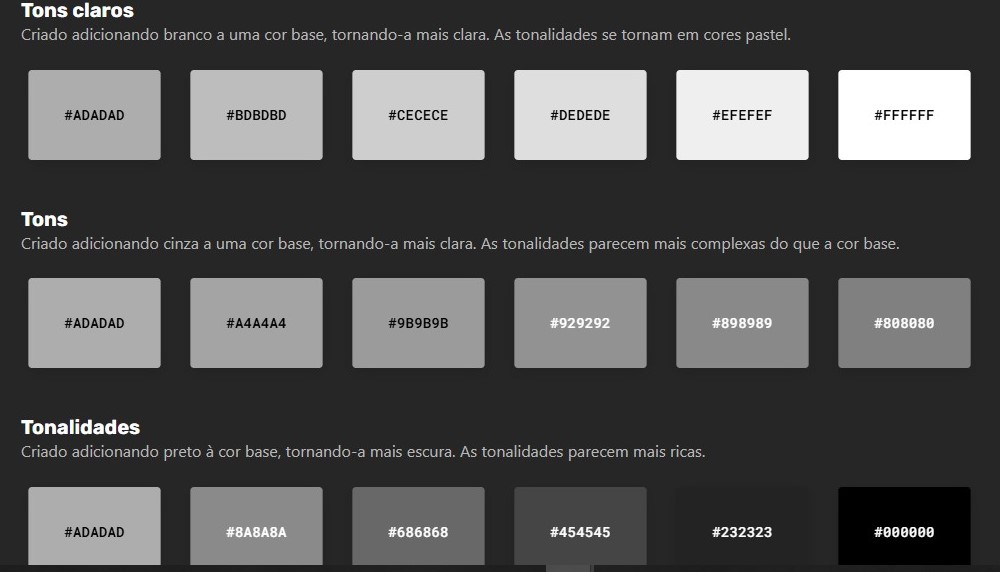 Tons claros
Criado adicionando branco a uma cor base, tornando-a mais clara. As tonalidades se tornam em cores pastel.
#ADADAD #BDBDBD #CECECE #DEDEDE #EFEFEF #FFFFFF
Tons
Criado adicionando cinza a uma cor base, tornando-a mais clara. As tonalidades parecem mais complexas do que a cor base.
#ADADAD #A4A4A4 #9B9B9B #929292 #898989 #808080
Tonalidades
Criado adicionando preto à cor base, tornando-a mais escura. As tonalidades parecem mais ricas.
#ADADAD #8A8A8A #686868 #454545 #232323 #000000